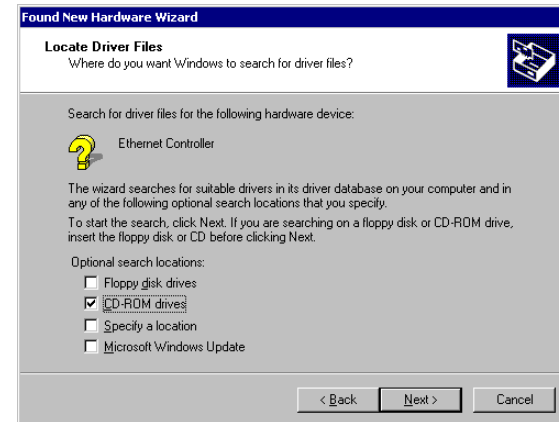 Found New Hardware Wizard
Locate Driver Files
Where do you want Windows to search for driver files?
Search for driver files for the following hardware device:
Ethernet Controller
The wizard searches for suitable drivers in its driver database on your computer and in
any of the following optional search locations that you specify.
To start the search, click Next. If you are searching on a floppy disk or CD-ROM drive,
insert the floppy disk or CD before clicking Next.
Optional search locations:
Floppy disk drives
CD-ROM drives
Specify a location
Microsoft Windows Update
< Back Next > Cancel